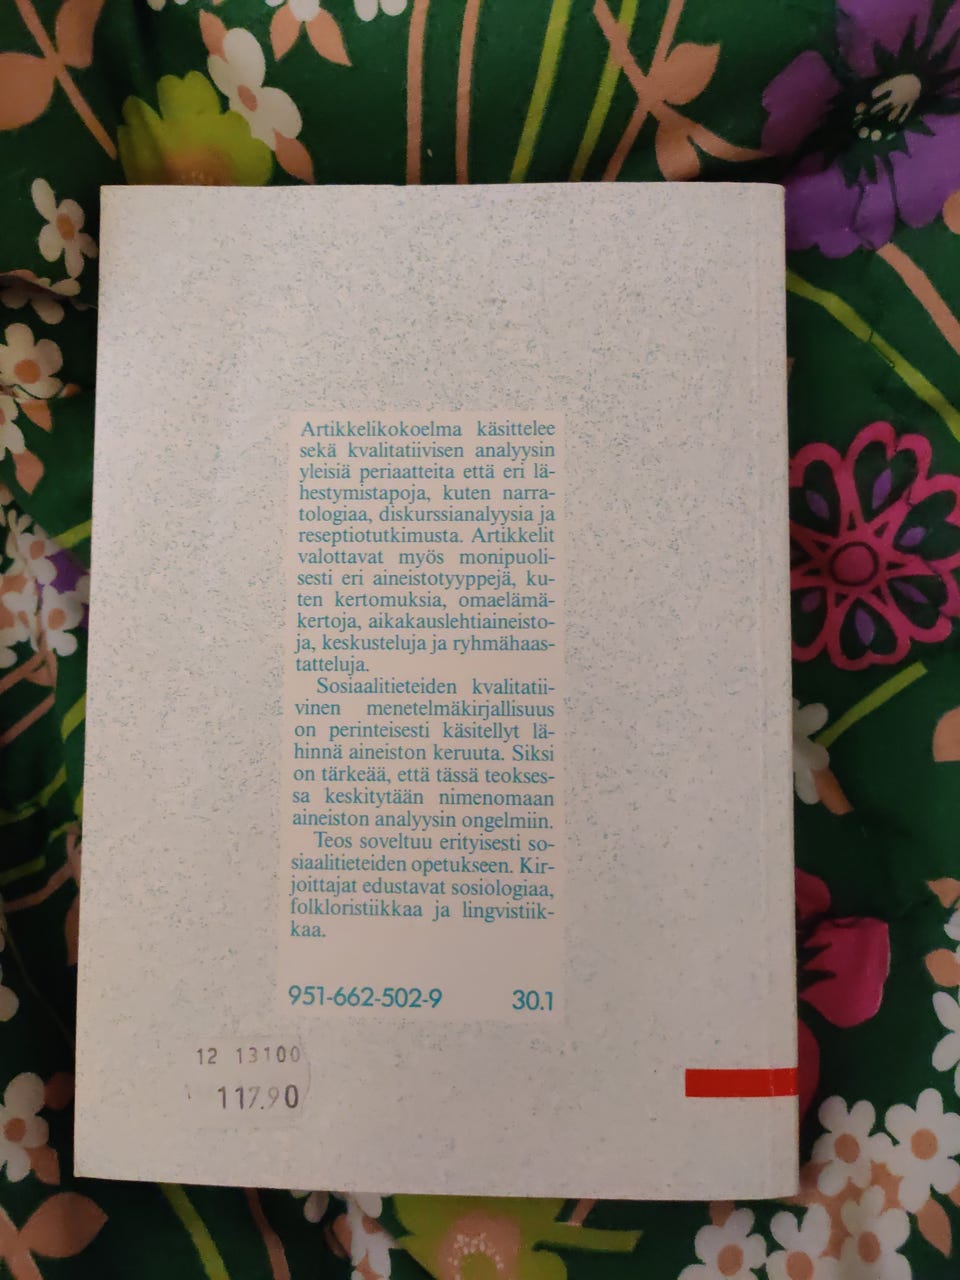 Artikkelikokoelma käsittelee
sekä kvalitatiivisen analyysin
yleisiä periaatteita että eri lä-
hestymistapoja, kuten narra-
tologiaa, diskurssianalyysia ja
reseptiotutkimusta. Artikkelit
valottavat myös monipuoli-
sesti eri aineistotyyppejä, ku-
ten kertomuksia, omaelämä-
kertoja, aikakauslehtiaineisto-
ja, keskusteluja ja ryhmähaas-
tatteluja.
Sosiaalitieteiden kvalitatii-
vinen menetelmäkirjallisuus
on perinteisesti käsitellyt lä-
hinnä aineiston keruuta. Siksi
on tärkeää, että tässä teokses-
sa keskitytään nimenomaan
aineiston analyysin ongelmiin.
Teos soveltuu erityisesti so-
siaalitieteiden opetukseen. Kir-
joittajat edustavat sosiologiaa,
folkloristiikkaa ja lingvistiik-
kaa.
951-662-502-9 30.1
12 13100
117.90